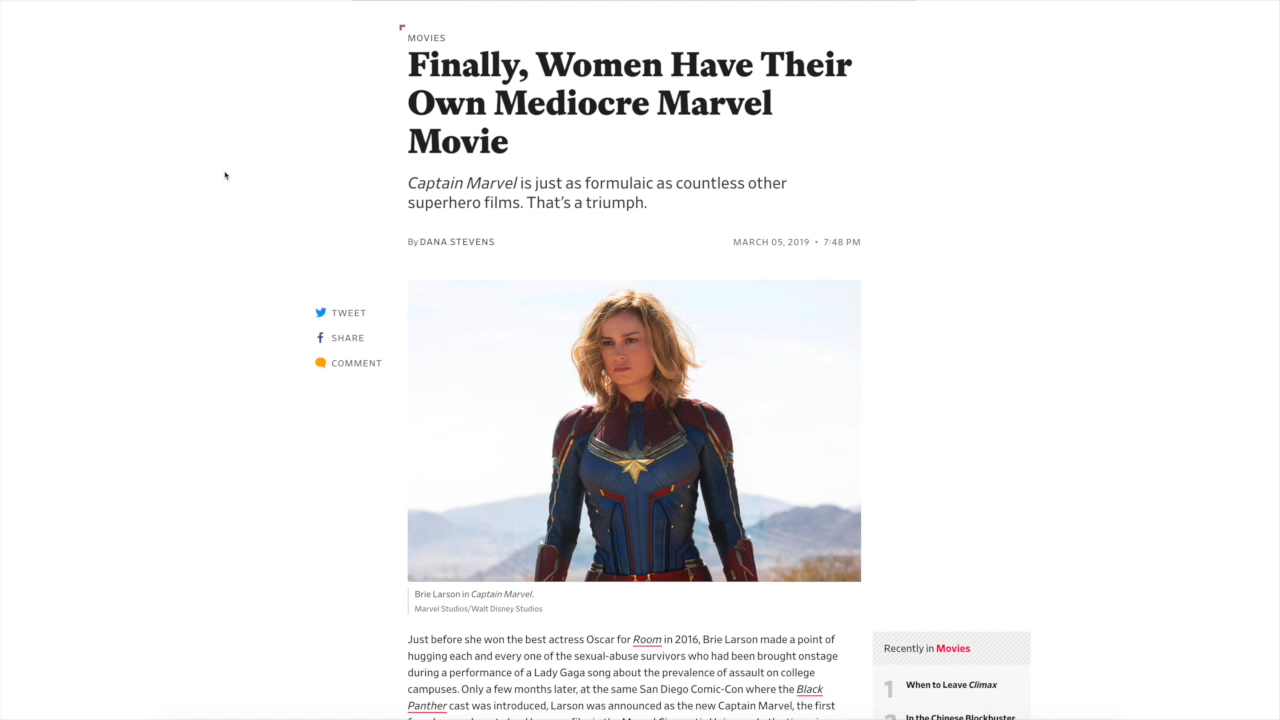 MOVIES
Finally, Women Have Their
Own Mediocre Marvel
Movie
Captain Marvel is just as formulaic as countless other
superhero films. That's a triumph.
By DANA STEVENS
MARCH 05, 2019 • 7:48 PM
TWEET
SHARE
COMMENT
Brie Larson in Captain Marvel.
Marvel Studios/Walt Disney Studios
Just before she won the best actress Oscar for Room in 2016, Brie Larson made a point of
hugging each and every one of the sexual-abuse survivors who had been brought onstage
during a performance of a Lady Gaga song about the prevalence of assault on college
campuses. Only a few months later, at the same San Diego Comic-Con where the Black
Panther cast was introduced, Larson was announced as the new Captain Marvel, the first
Recently in Movies
1 When to Leave Climax
In the Chinese Blockbuster